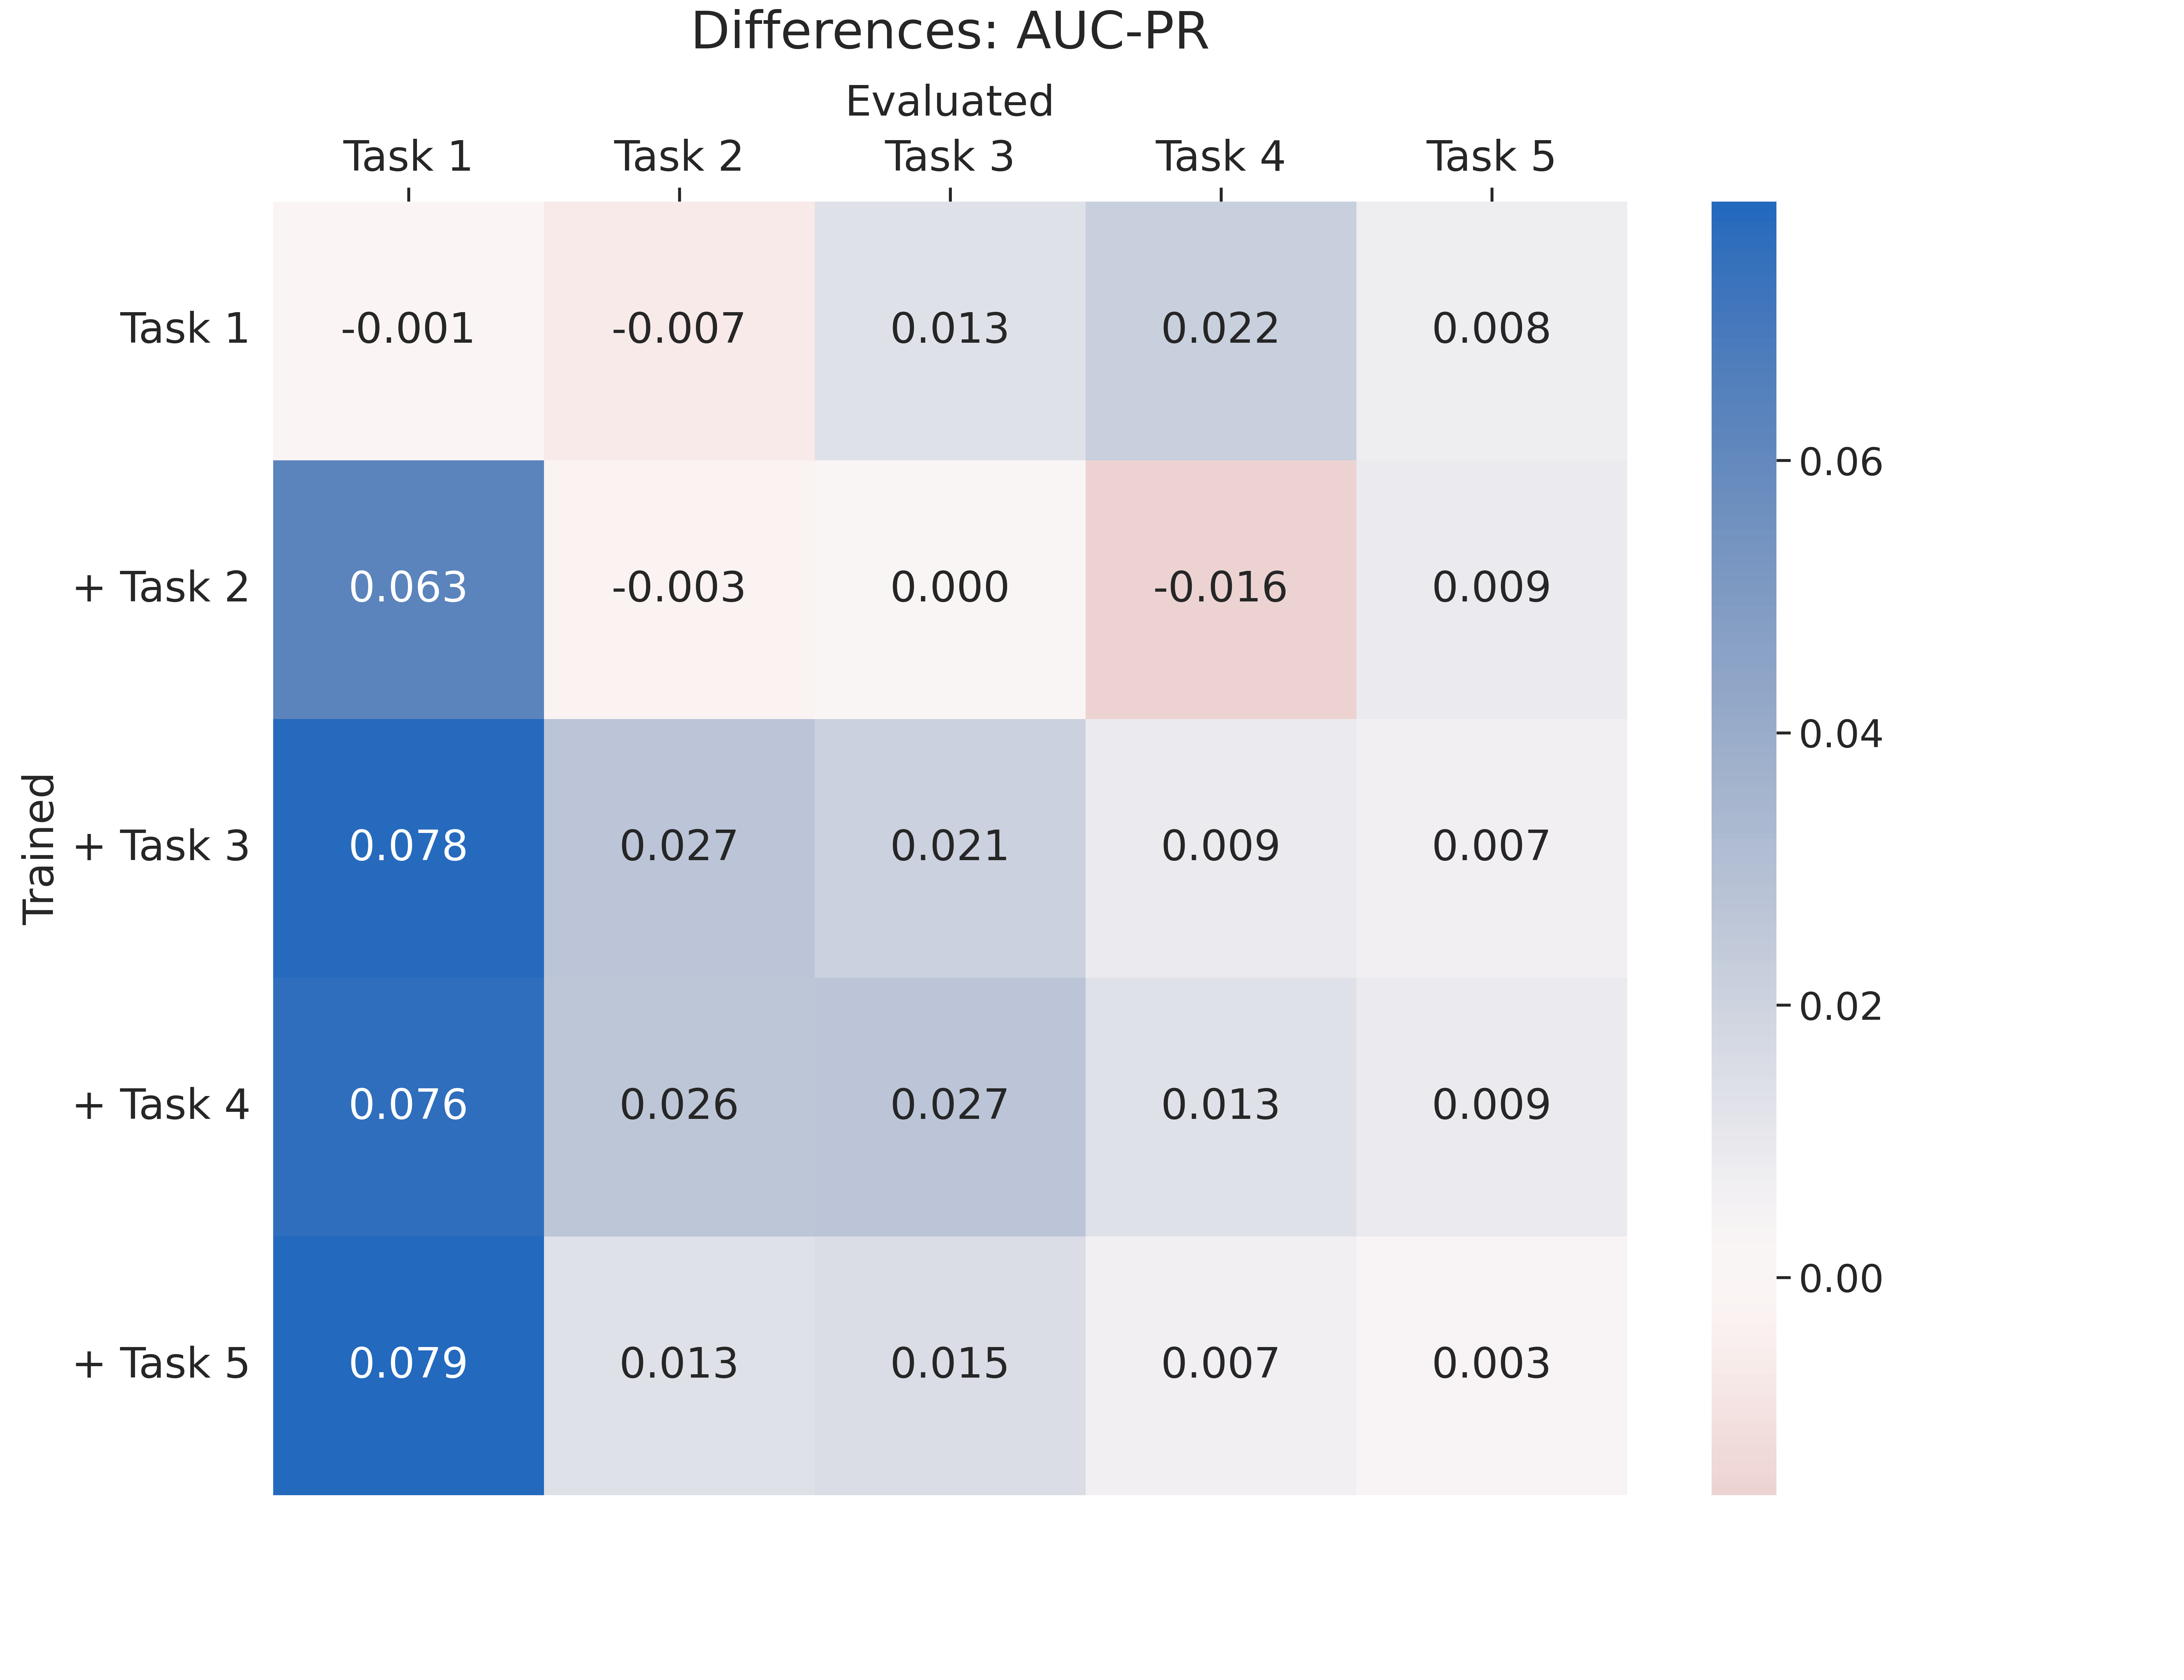 Differences: AUC-PR
Evaluated
Task 1 Task 2 Task 3 Task 4 Task 5
Trained
Task 1 -0.001 -0.007 0.013 0.022 0.008
+ Task 2 0.063 -0.003 0.000 -0.016 0.009
+ Task 3 0.078 0.027 0.021 0.009 0.007
+ Task 4 0.076 0.026 0.027 0.013 0.009
+ Task 5 0.079 0.013 0.015 0.007 0.003
0.06
0.04
0.02
0.00